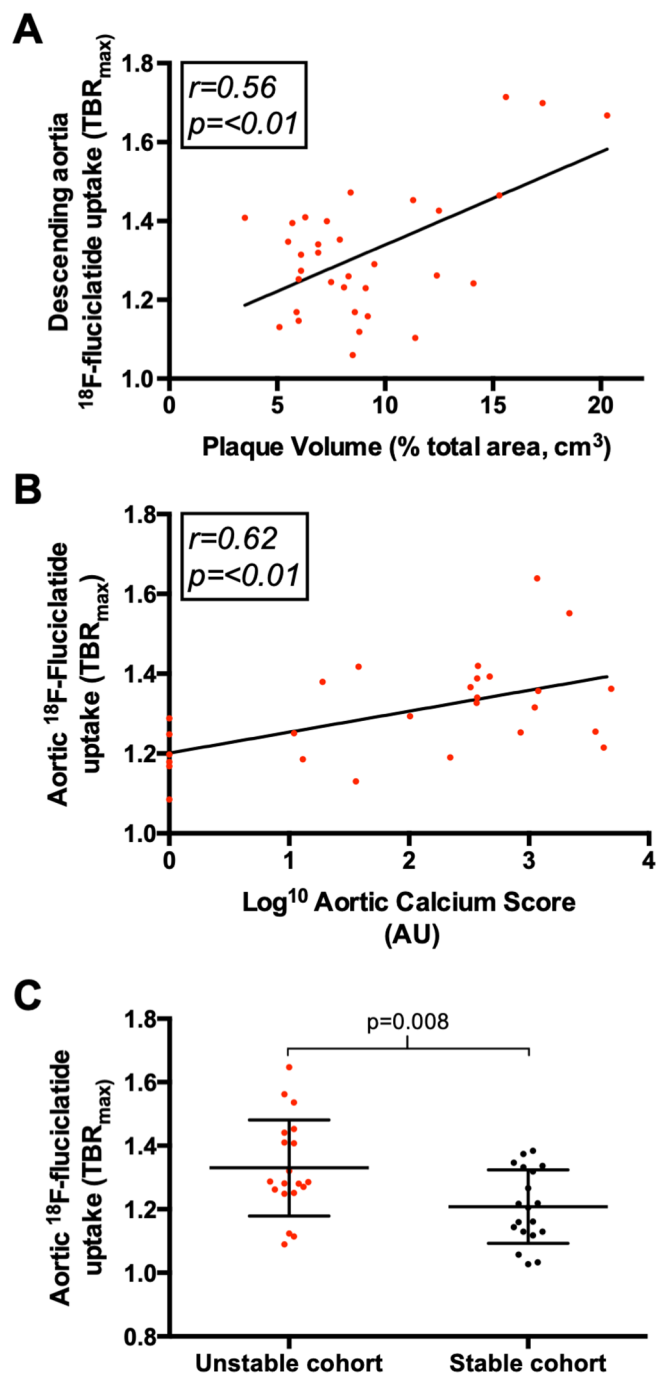 A
Descending aortia
¹⁸F-fluciclatide uptake (TBRmax)
1.8
1.6
1.4
1.2
1.0
r=0.56
p=<0.01
0 5 10 15 20
Plaque Volume (% total area, cm³)
B
Aortic ¹⁸F-Fluciclatide
uptake (TBRmax)
1.8
1.6
1.4
1.2
1.0
r=0.62
p=<0.01
0 1 2 3 4
Log¹⁰ Aortic Calcium Score
(AU)
C
Aortic ¹⁸F-fluciclatide
uptake (TBRmax)
1.8
1.6
1.4
1.2
1.0
0.8
p=0.008
Unstable cohort Stable cohort